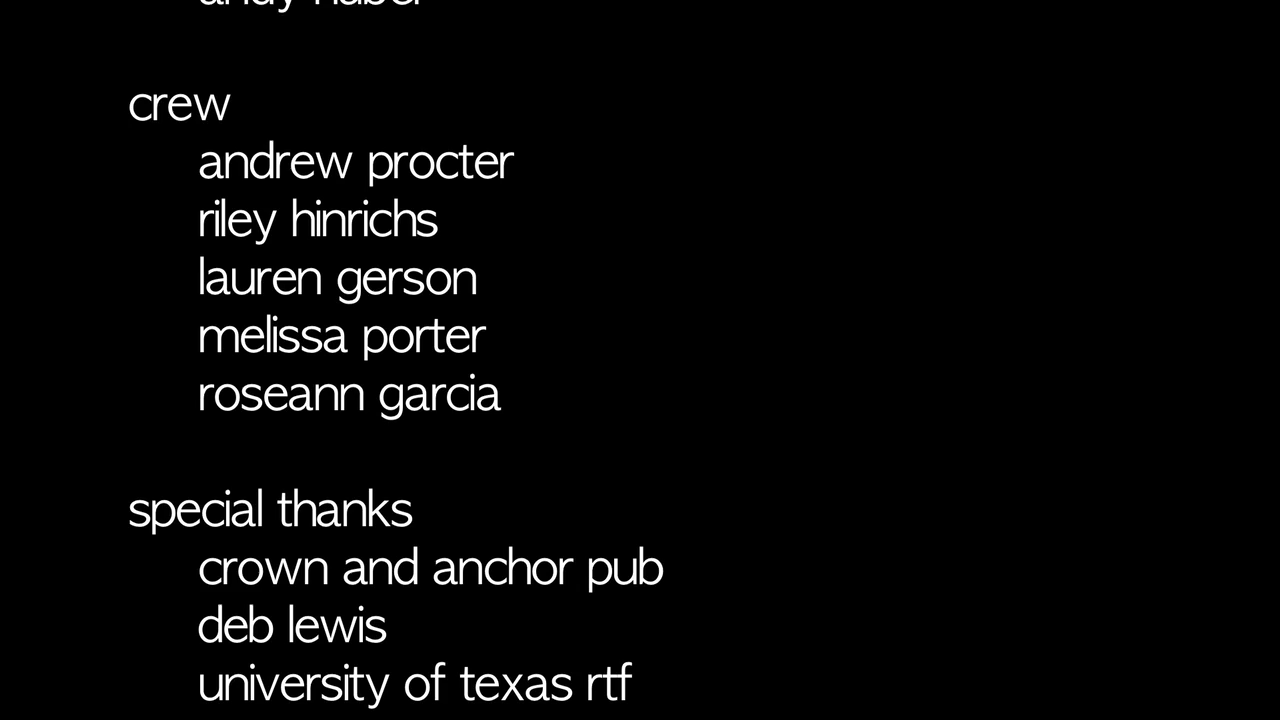 crew
andrew procter
riley hinrichs
lauren gerson
melissa porter
roseann garcia
special thanks
crown and anchor pub
deb lewis
university of texas rtf